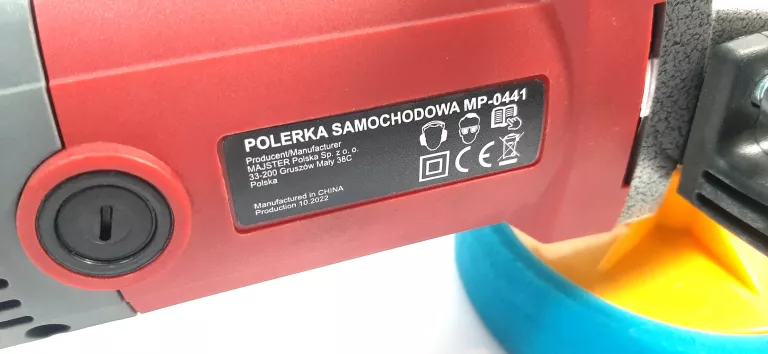 POLERKA SAMOCHODOWA MP-0441
Producent/Manufacturer
MAJSTER Polska Sp. z o. o.
33-200 Gruszów Mały 38C
Polska
CE
Manufactured in CHINA
Production 10.2022